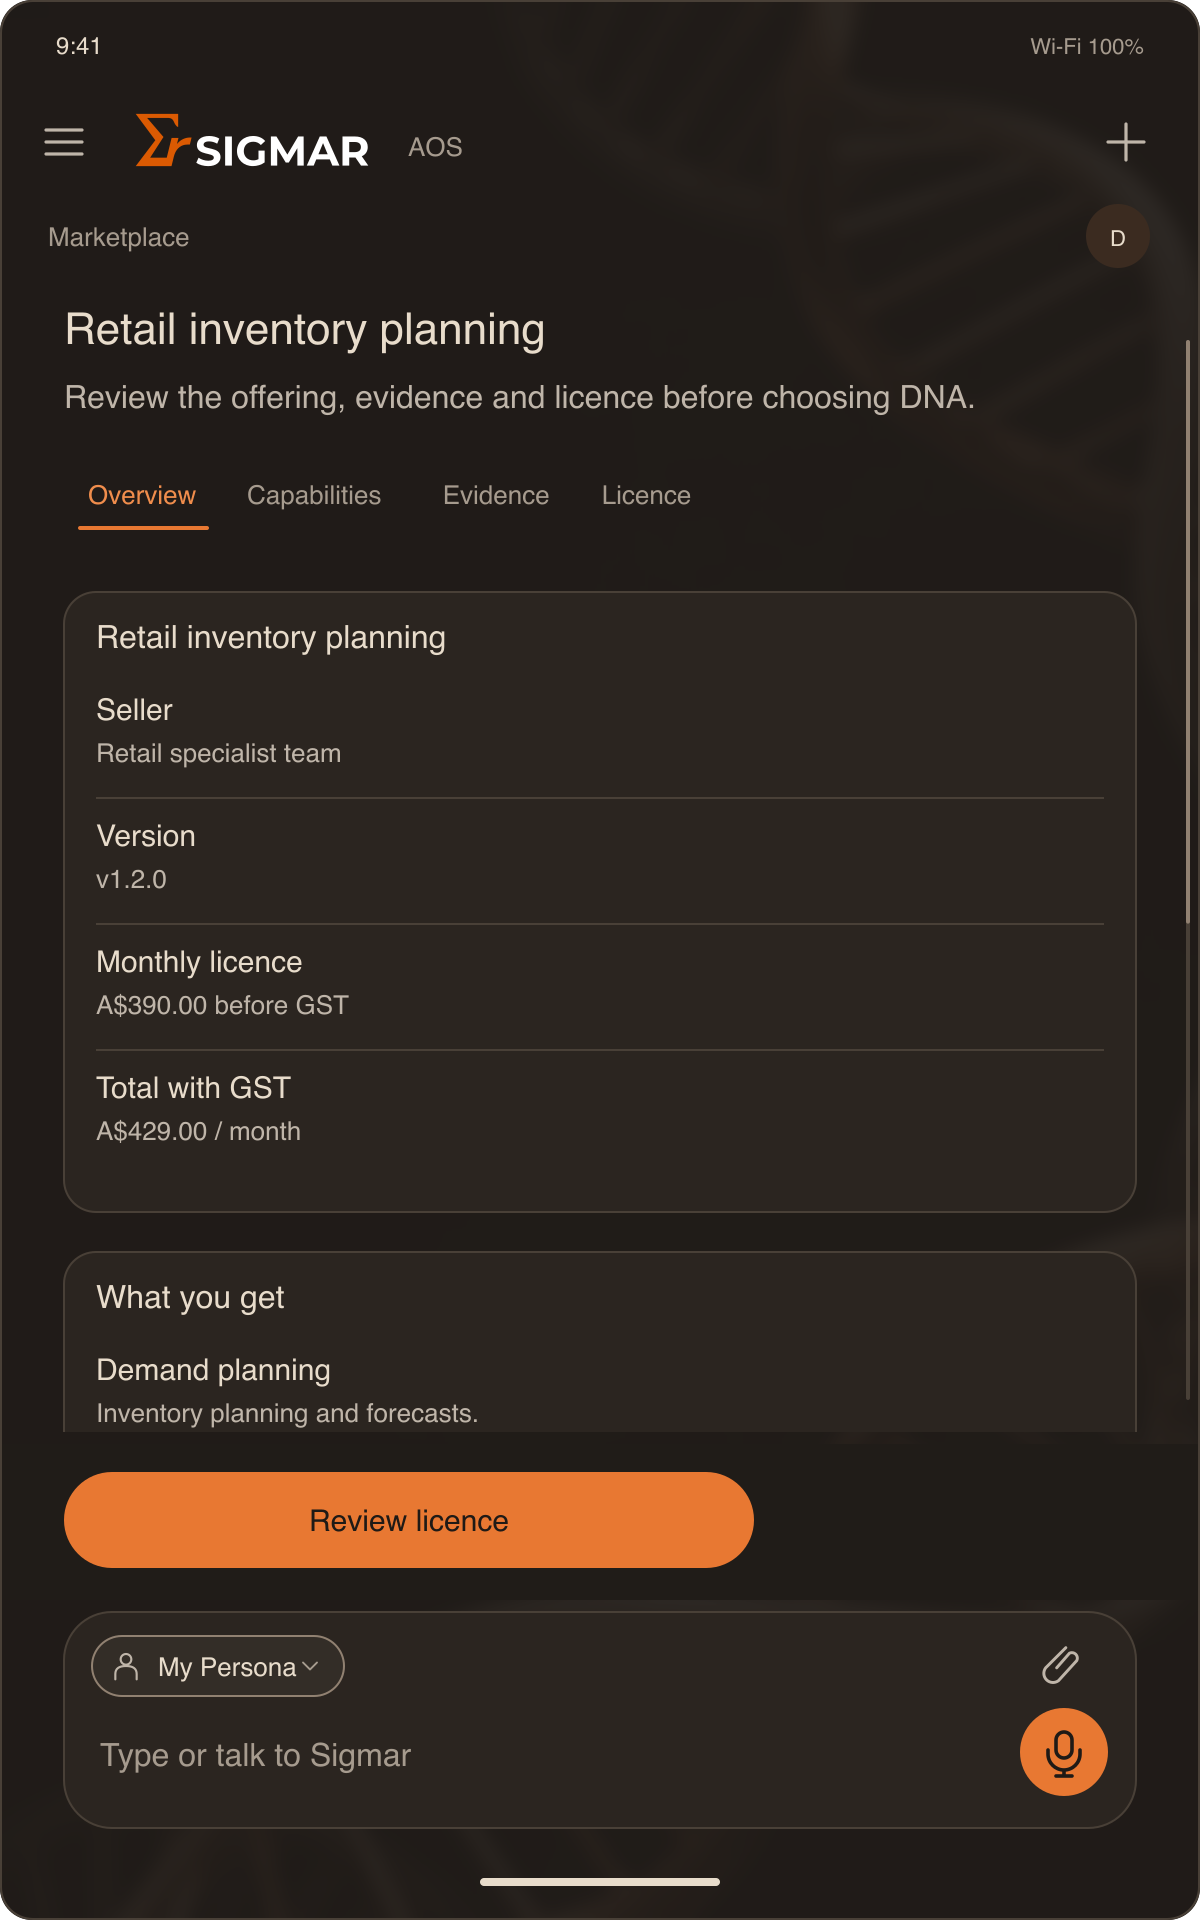 9:41
Wi-Fi 100%
Σr SIGMAR AOS
Marketplace
D
Retail inventory planning
Review the offering, evidence and licence before choosing DNA.
Overview Capabilities Evidence Licence
Retail inventory planning
Seller
Retail specialist team
Version
v1.2.0
Monthly licence
A$390.00 before GST
Total with GST
A$429.00 / month
What you get
Demand planning
Inventory planning and forecasts.
Review licence
My Persona
Type or talk to Sigmar